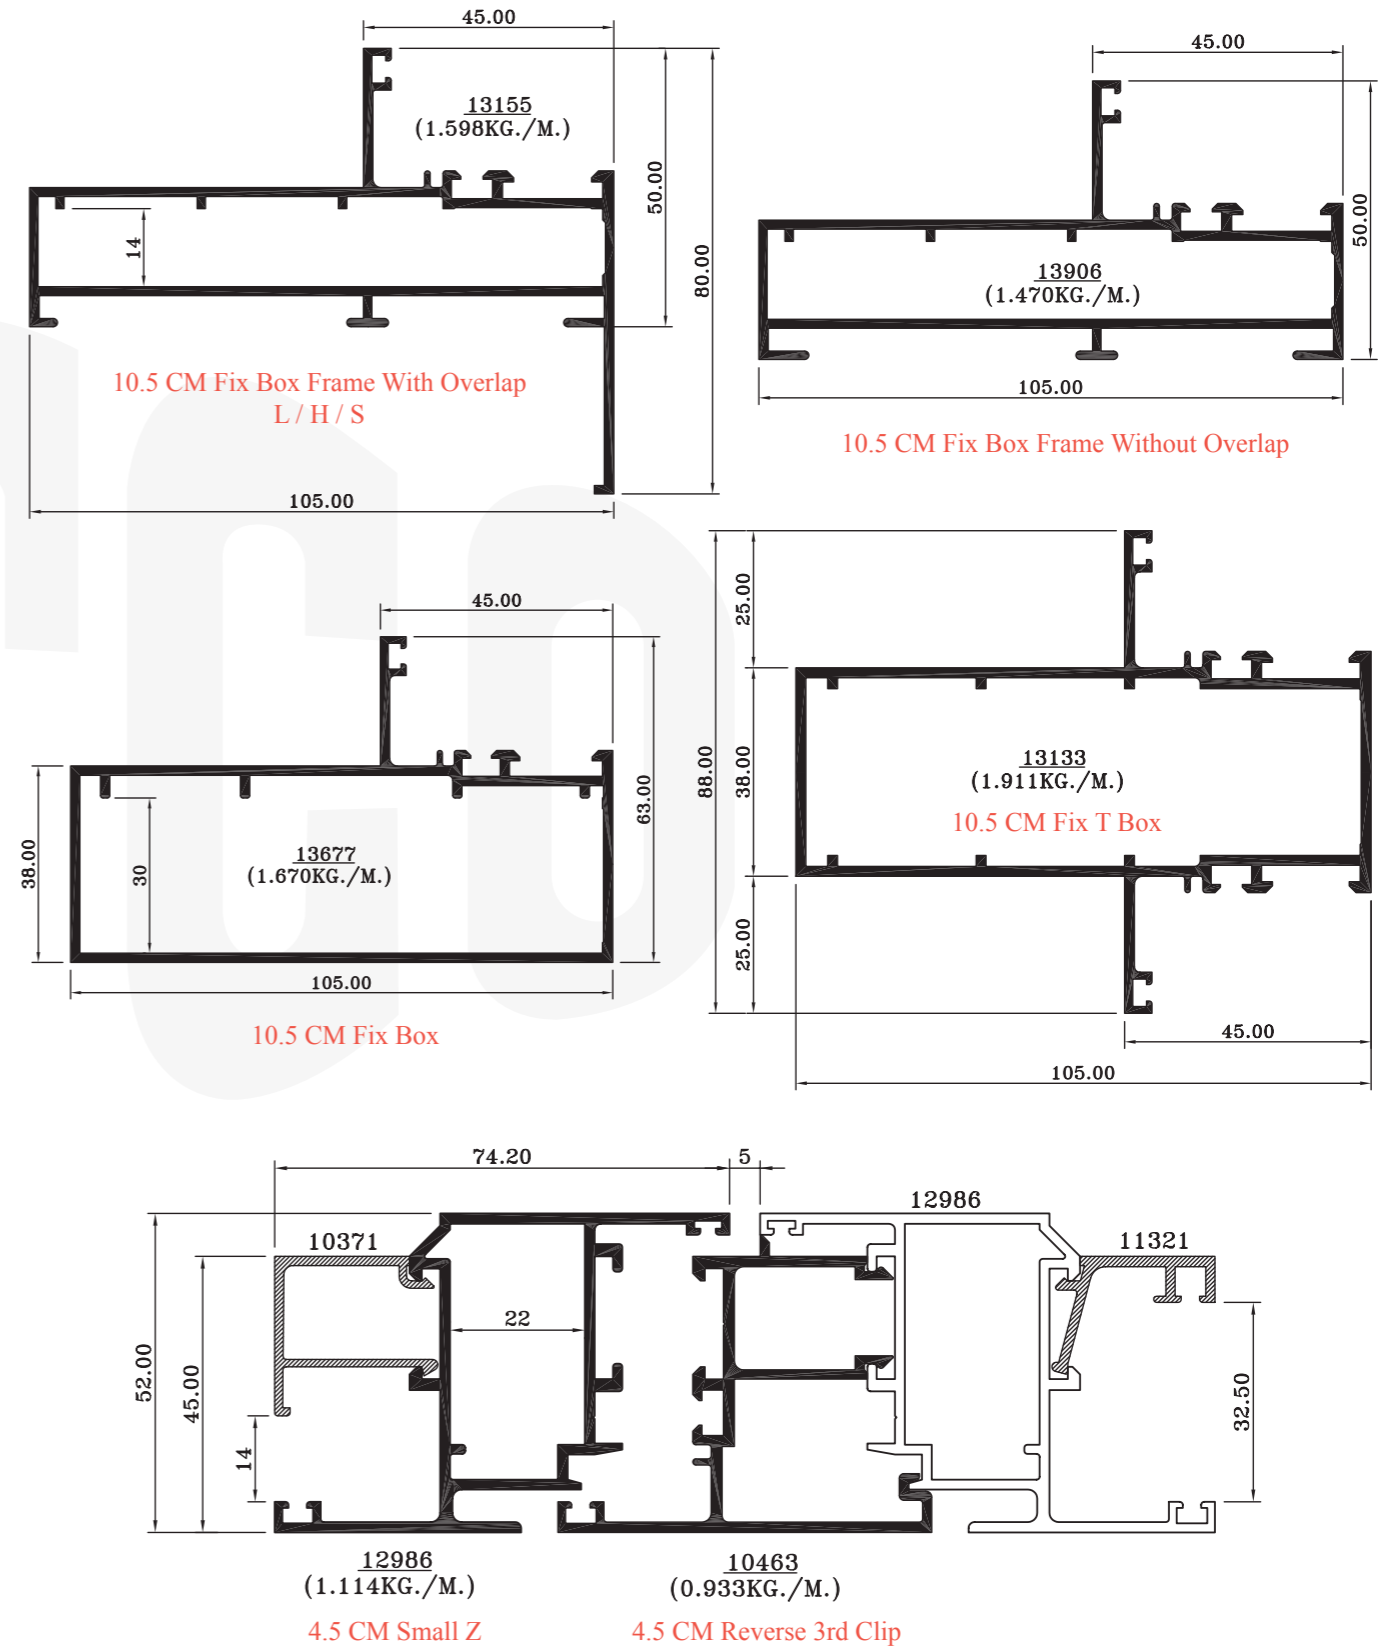 45.00
13155
(1.598KG./M.)
50.00
80.00
14
10.5 CM Fix Box Frame With Overlap
L / H / S
105.00
45.00
50.00
13906
(1.470KG./M.)
105.00
10.5 CM Fix Box Frame Without Overlap
45.00
63.00
38.00
30
13677
(1.670KG./M.)
105.00
10.5 CM Fix Box
25.00
88.00
38.00
13133
(1.911KG./M.)
10.5 CM Fix T Box
25.00
45.00
105.00
74.20
5
12986
10371
11321
22
52.00
45.00
14
32.50
12986
(1.114KG./M.)
4.5 CM Small Z
10463
(0.933KG./M.)
4.5 CM Reverse 3rd Clip